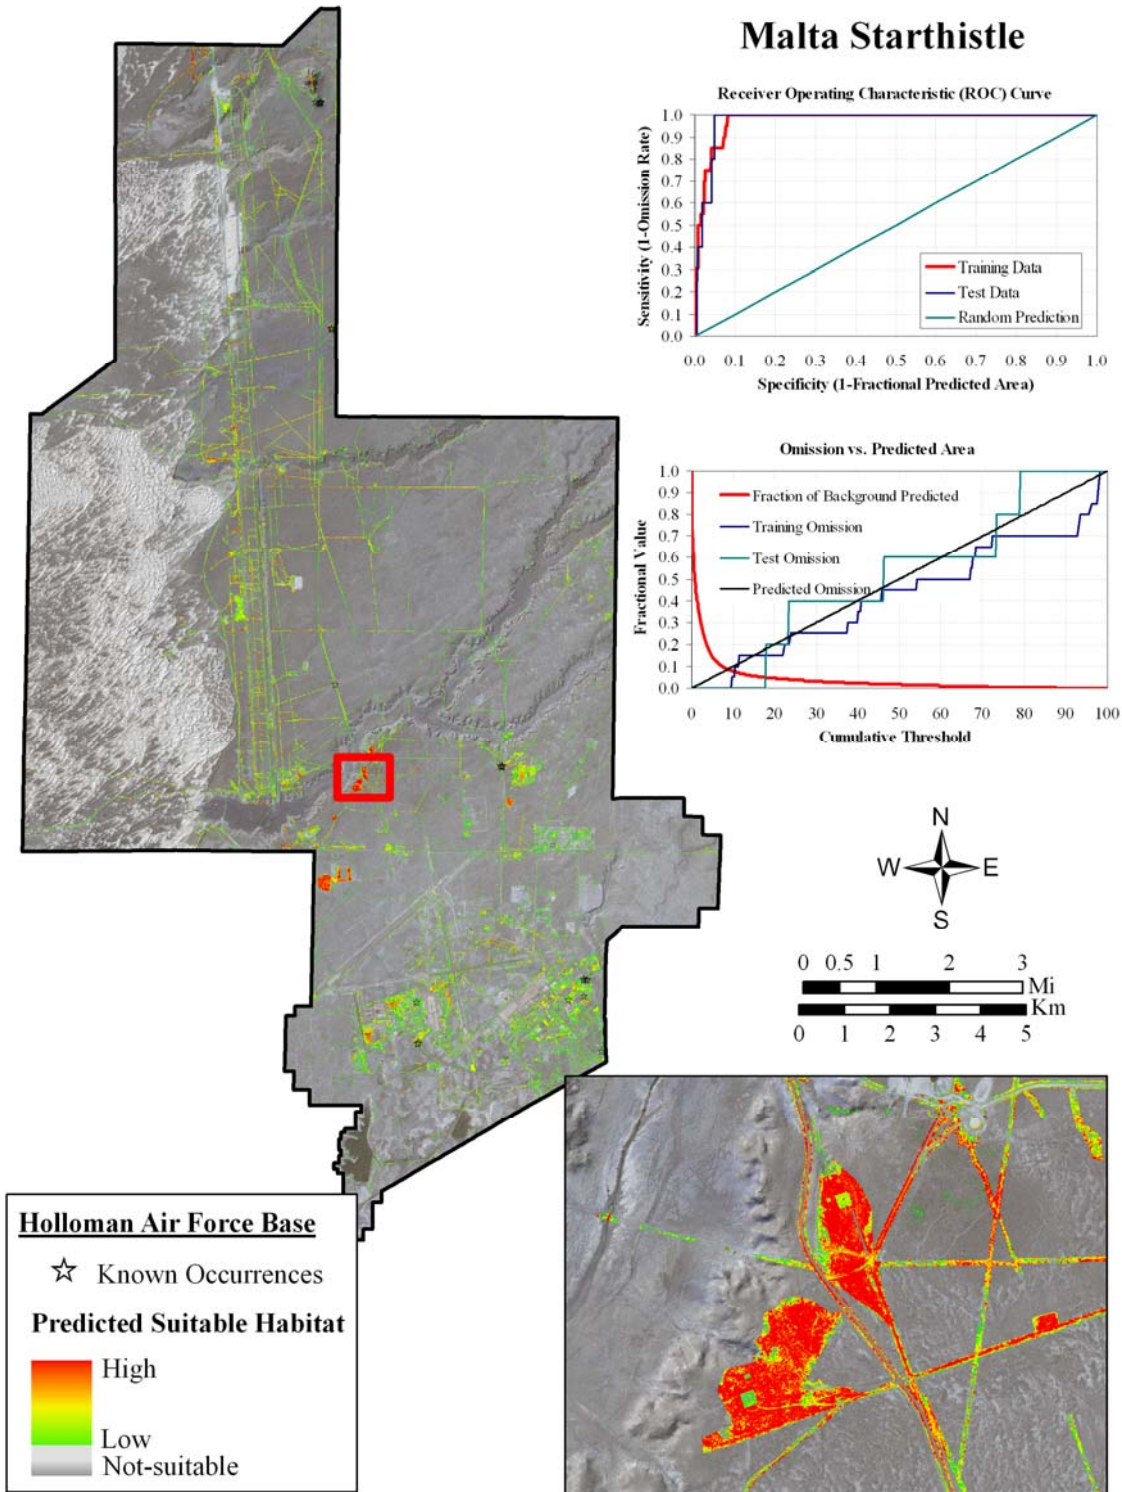 Malta Starthistle
Receiver Operating Characteristic (ROC) Curve
Sensitivity (1-Omission Rate)
1.0
0.9
0.8
0.7
0.6
0.5
0.4
0.3
0.2
0.1
0.0
Training Data
Test Data
Random Prediction
0.0 0.1 0.2 0.3 0.4 0.5 0.6 0.7 0.8 0.9 1.0
Specificity (1-Fractional Predicted Area)
Omission vs. Predicted Area
Fractional Value
1.0
0.9
0.8
0.7
0.6
0.5
0.4
0.3
0.2
0.1
0.0
Fraction of Background Predicted
Training Omission
Test Omission
Predicted Omission
0 10 20 30 40 50 60 70 80 90 100
Cumulative Threshold
N
W E
S
0 0.5 1 2 3
Mi
Km
0 1 2 3 4 5
Holloman Air Force Base
Known Occurrences
Predicted Suitable Habitat
High
Low
Not-suitable